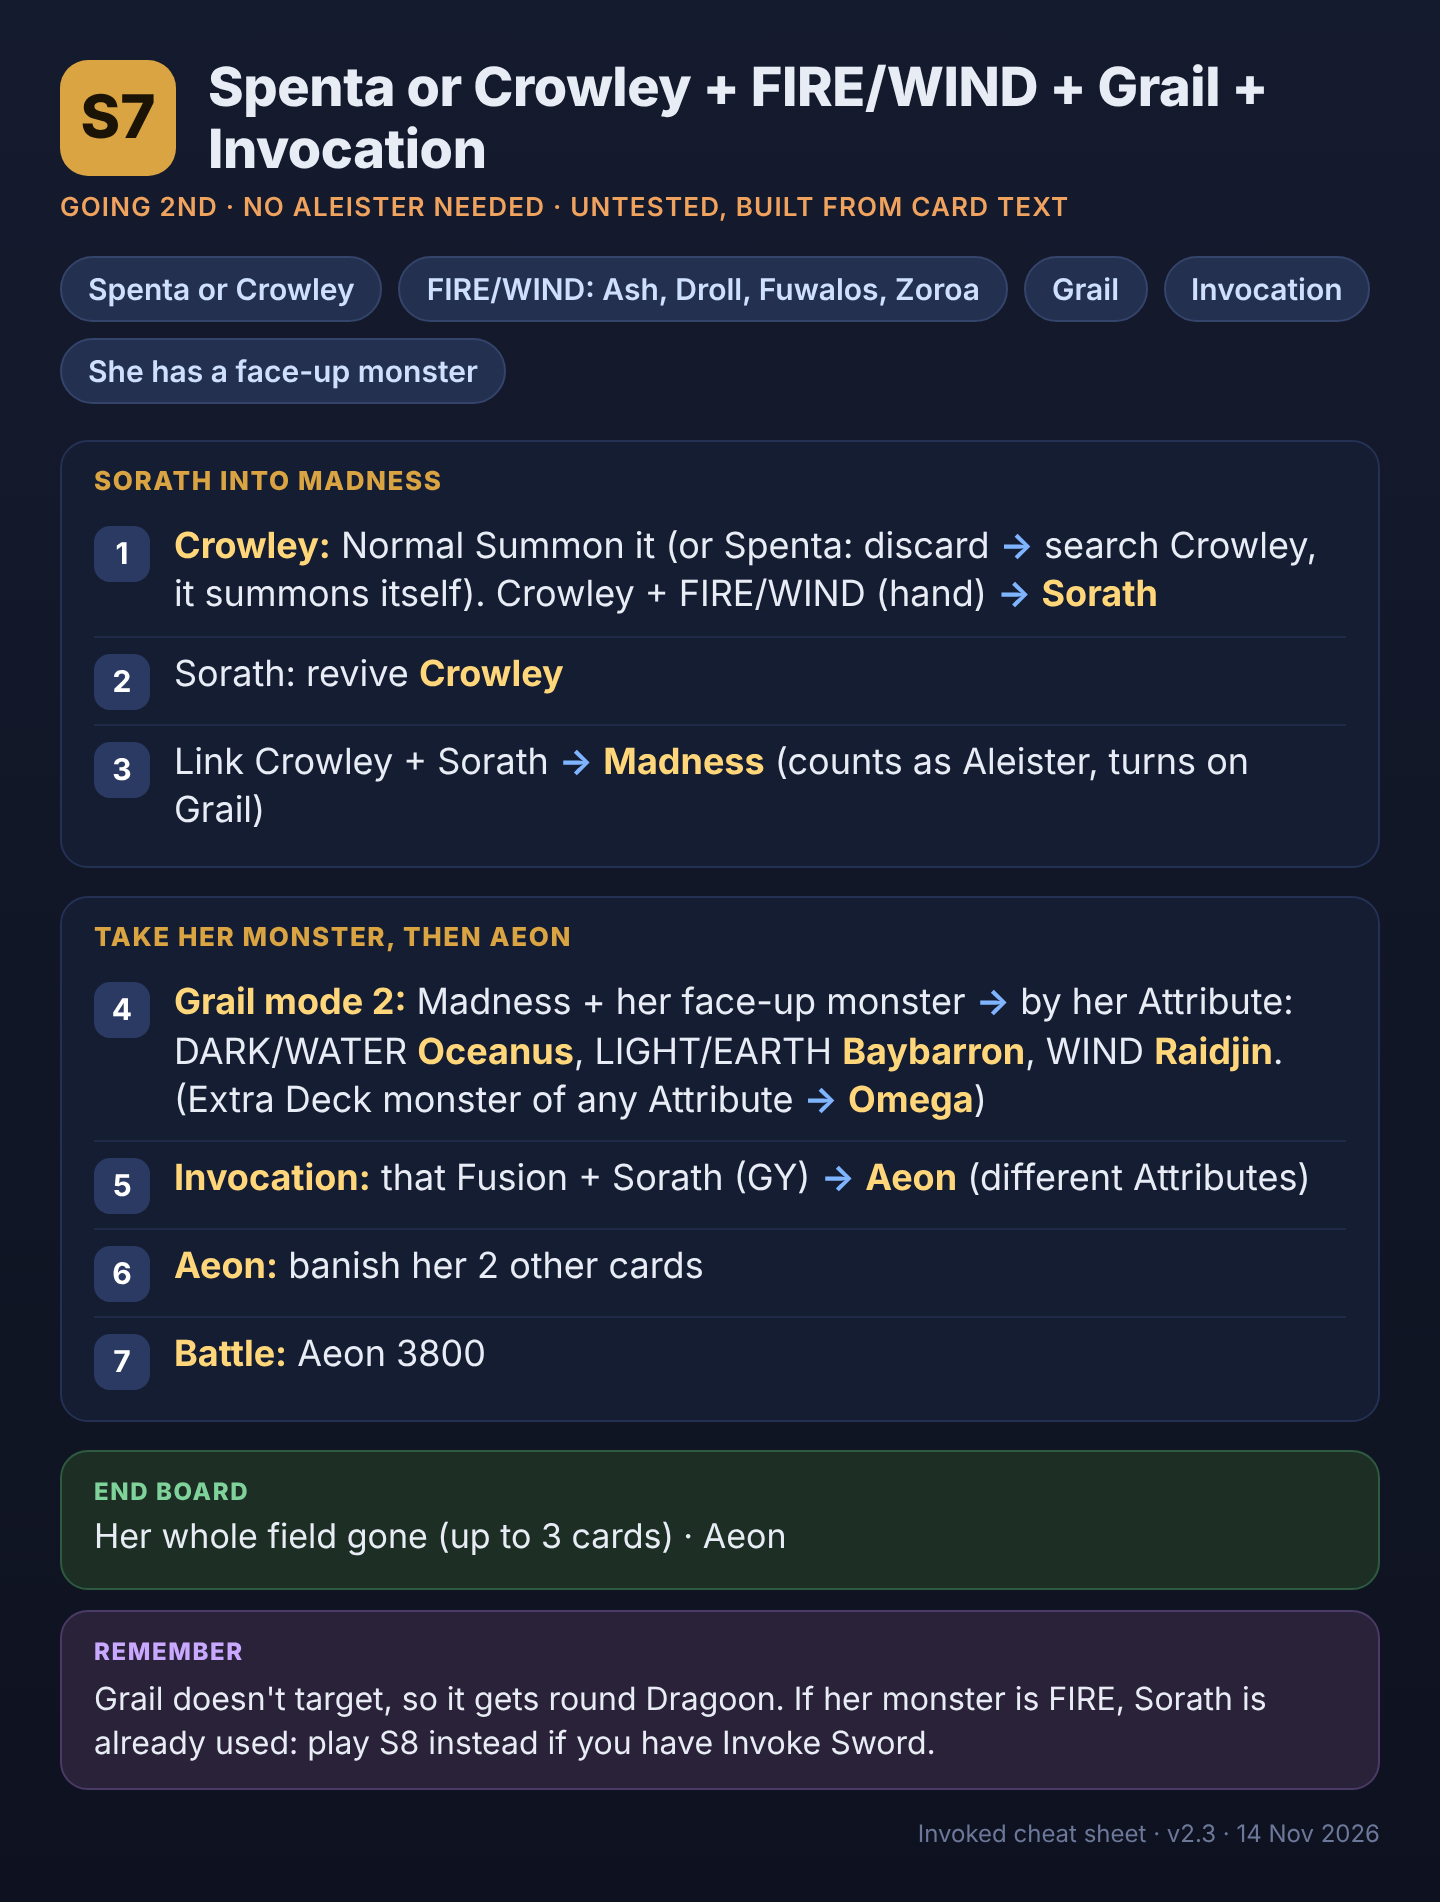 S7
Spenta or Crowley + FIRE/WIND + Grail +
Invocation
GOING 2ND · NO ALEISTER NEEDED · UNTESTED, BUILT FROM CARD TEXT
Spenta or Crowley
FIRE/WIND: Ash, Droll, Fuwalos, Zoroa
Grail
Invocation
She has a face-up monster
SORATH INTO MADNESS
1
Crowley: Normal Summon it (or Spenta: discard → search Crowley,
it summons itself). Crowley + FIRE/WIND (hand) → Sorath
2
Sorath: revive Crowley
3
Link Crowley + Sorath → Madness (counts as Aleister, turns on
Grail)
TAKE HER MONSTER, THEN AEON
4
Grail mode 2: Madness + her face-up monster → by her Attribute:
DARK/WATER Oceanus, LIGHT/EARTH Baybarron, WIND Raidjin.
(Extra Deck monster of any Attribute → Omega)
5
Invocation: that Fusion + Sorath (GY) → Aeon (different Attributes)
6
Aeon: banish her 2 other cards
7
Battle: Aeon 3800
END BOARD
Her whole field gone (up to 3 cards) · Aeon
REMEMBER
Grail doesn't target, so it gets round Dragoon. If her monster is FIRE, Sorath is
already used: play S8 instead if you have Invoke Sword.
Invoked cheat sheet · v2.3 · 14 Nov 2026